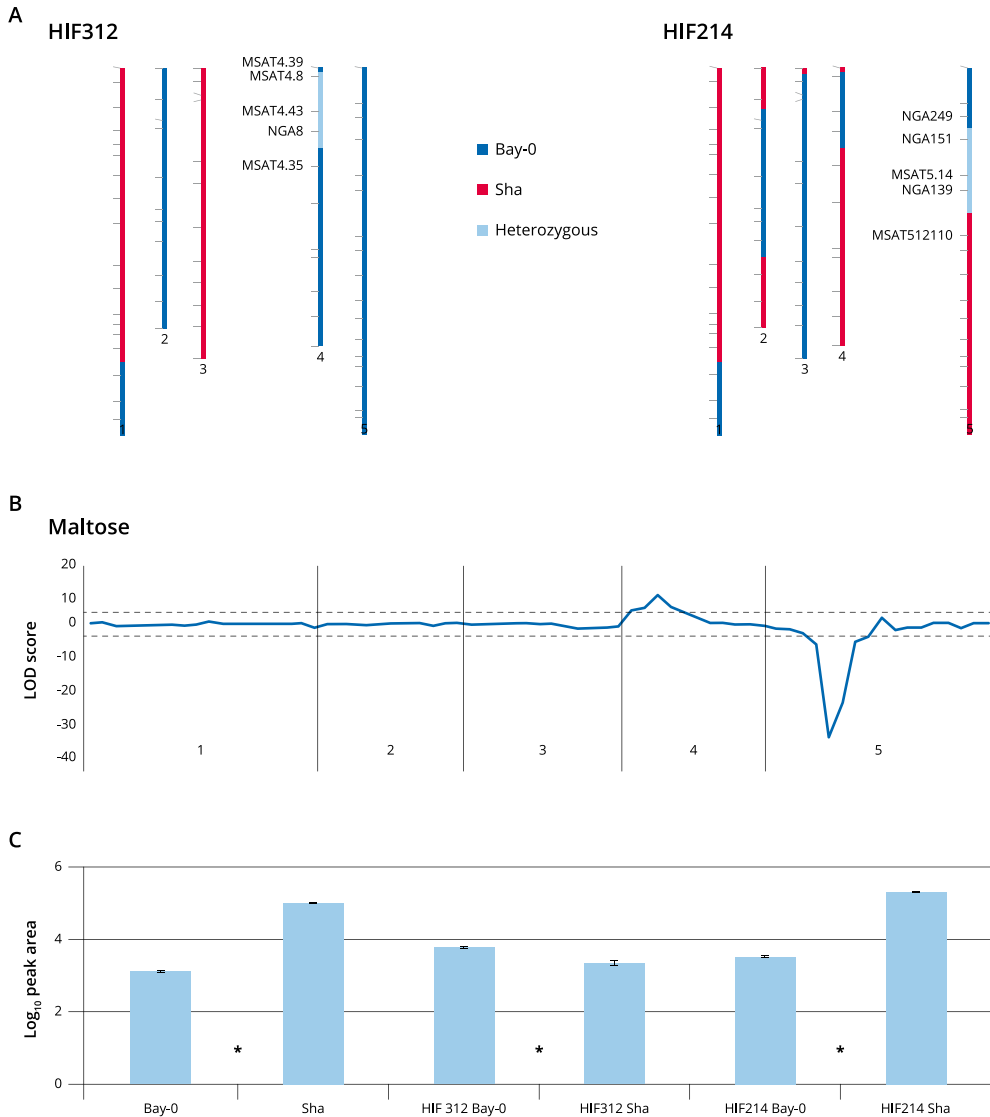 A
HIF312
HIF214
MSAT4.39
MSAT4.8
MSAT4.43
NGA8
MSAT4.35
1
2
3
4
5
Bay-0
Sha
Heterozygous
NGA249
NGA151
MSAT5.14
NGA139
MSAT512110
1
2
3
4
5
B
Maltose
LOD score
20
10
0
-10
-20
-30
-40
1
2
3
4
5
C
Log10 peak area
6
4
2
0
*
*
*
Bay-0
Sha
HIF 312 Bay-0
HIF312 Sha
HIF214 Bay-0
HIF214 Sha